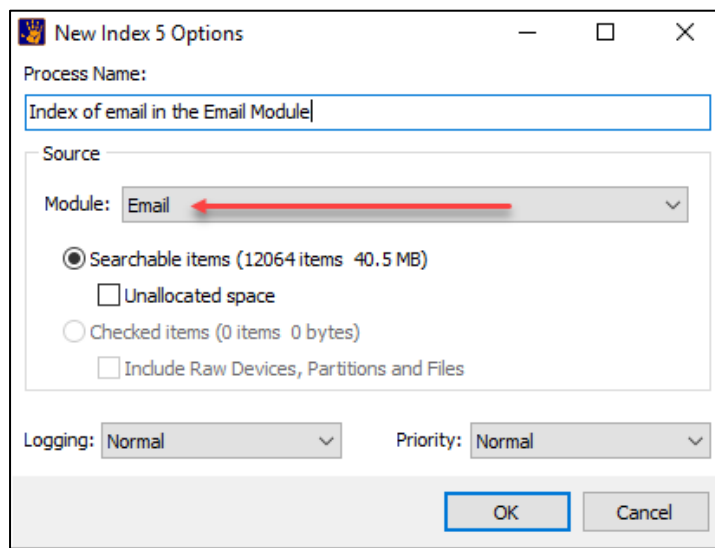 New Index 5 Options
Process Name:
Index of email in the Email Module
Source
Module: Email
Searchable items (12064 items 40.5 MB)
Unallocated space
Checked items (0 items 0 bytes)
Include Raw Devices, Partitions and Files
Logging: Normal Priority: Normal
OK Cancel